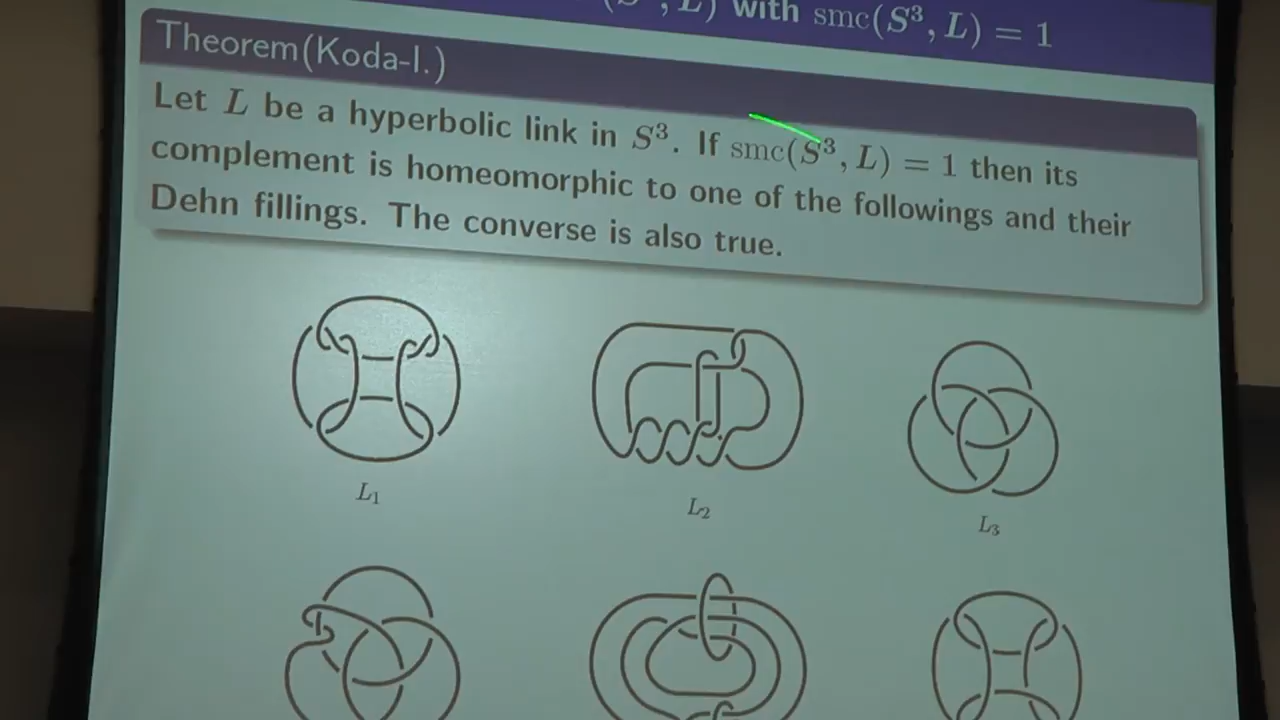 (S³, L) with smc(S³, L) = 1
Theorem(Koda-I.)
Let L be a hyperbolic link in S³. If smc(S³, L) = 1 then its
complement is homeomorphic to one of the followings and their
Dehn fillings. The converse is also true.
L₁ L₂ L₃